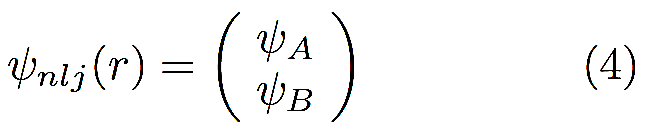 ψ_{nlj}(r) = ( ψ_A
ψ_B ) (4)